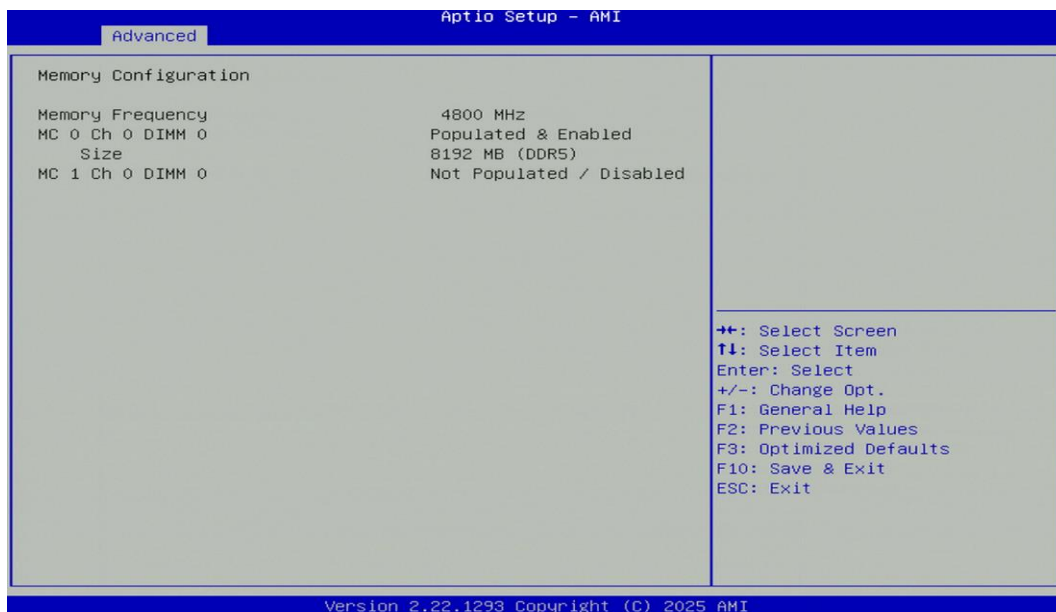 Aptio Setup – AMI
Advanced
Memory Configuration
Memory Frequency 4800 MHz
MC 0 Ch 0 DIMM 0 Populated & Enabled
Size 8192 MB (DDR5)
MC 1 Ch 0 DIMM 0 Not Populated / Disabled
→←: Select Screen
↑↓: Select Item
Enter: Select
+/-: Change Opt.
F1: General Help
F2: Previous Values
F3: Optimized Defaults
F10: Save & Exit
ESC: Exit
Version 2.22.1293 Copyright (C) 2025 AMI